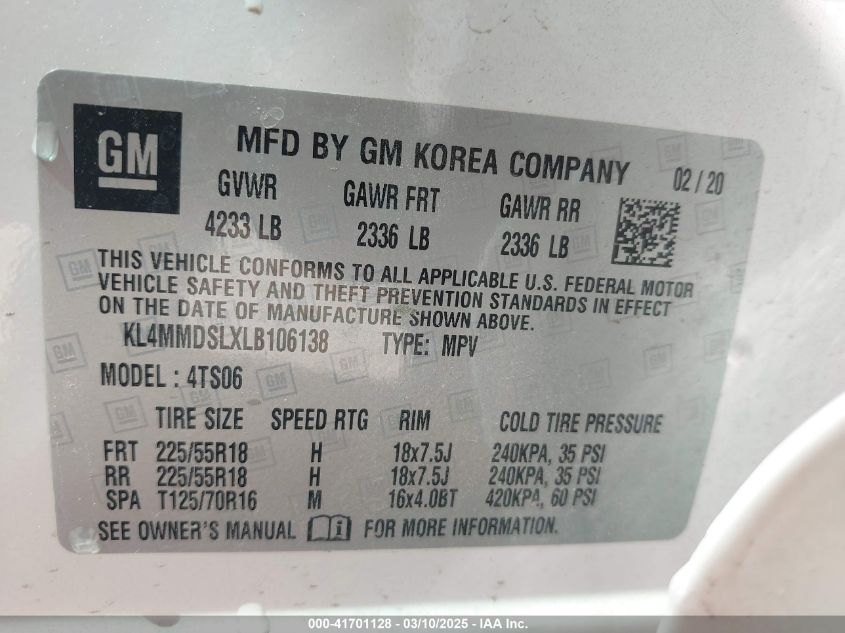 GM
MFD BY GM KOREA COMPANY 02/20
GVWR GAWR FRT GAWR RR
4233 LB 2336 LB 2336 LB
THIS VEHICLE CONFORMS TO ALL APPLICABLE U.S. FEDERAL MOTOR
VEHICLE SAFETY AND THEFT PREVENTION STANDARDS IN EFFECT
ON THE DATE OF MANUFACTURE SHOWN ABOVE.
KL4MMDSLXLB106138 TYPE: MPV
MODEL : 4TS06
TIRE SIZE SPEED RTG RIM COLD TIRE PRESSURE
FRT 225/55R18 H 18x7.5J 240KPA, 35 PSI
RR 225/55R18 H 18x7.5J 240KPA, 35 PSI
SPA T125/70R16 M 16x4.0BT 420KPA, 60 PSI
SEE OWNER'S MANUAL i FOR MORE INFORMATION.
000-41701128 - 03/10/2025 - IAA Inc.